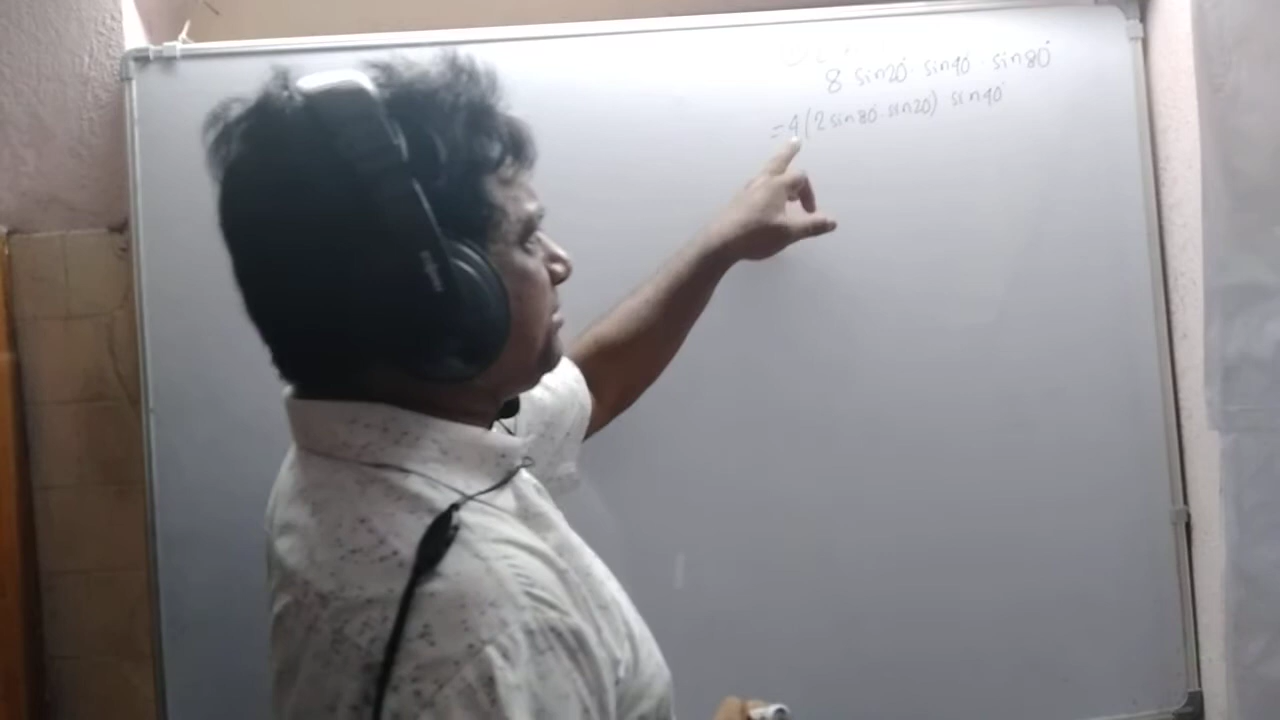 8 sin20° · sin40° · sin80°
= 4 (2 sin80° · sin20°) sin40°